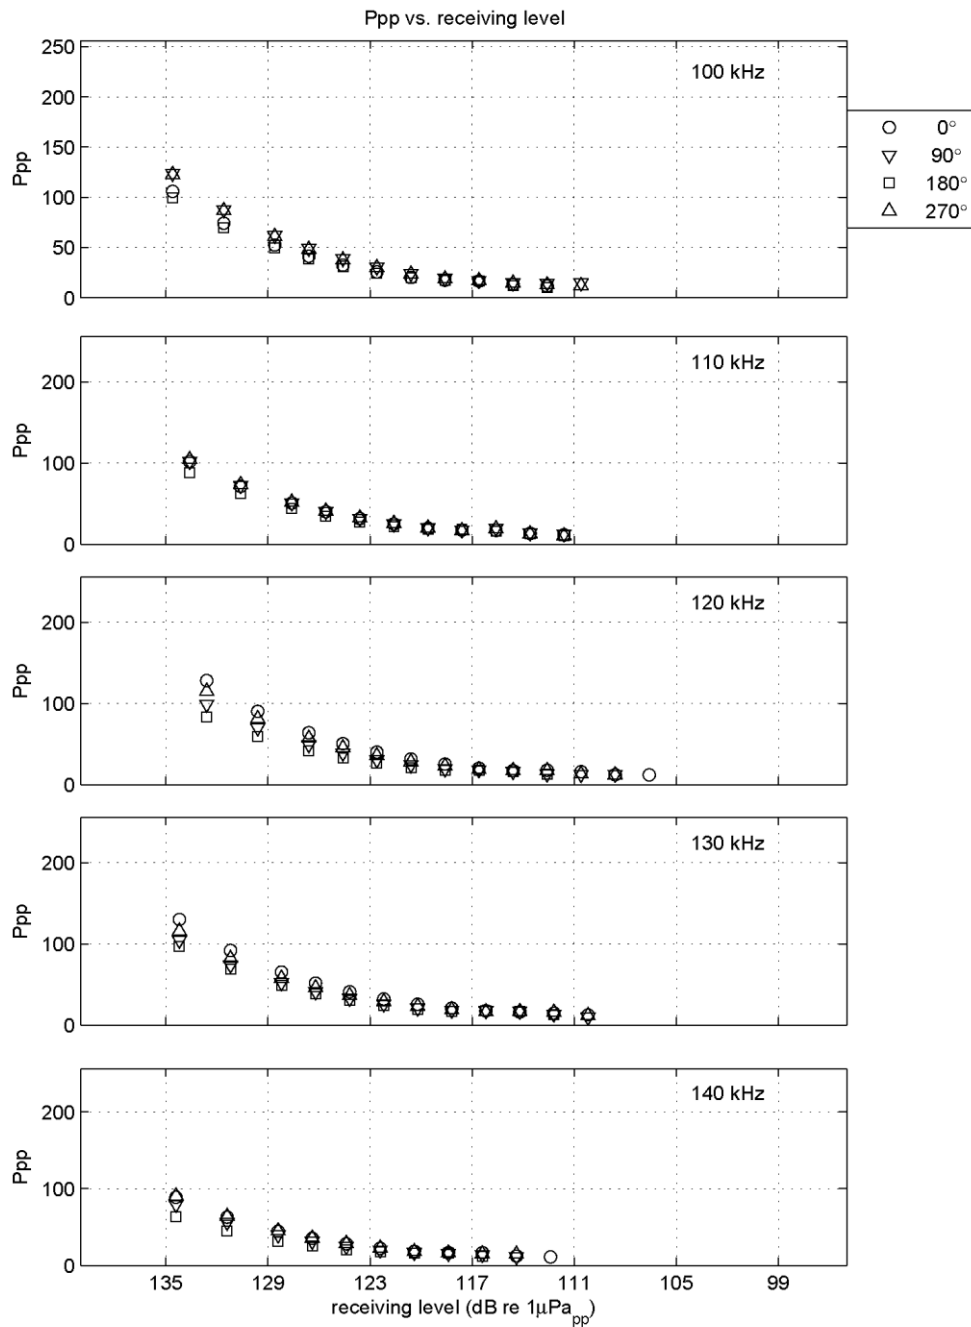 Ppp vs. receiving level
250
200
150
100
50
0
Ppp
100 kHz
0°
90°
180°
270°
200
100
0
Ppp
110 kHz
200
100
0
Ppp
120 kHz
200
100
0
Ppp
130 kHz
200
100
0
Ppp
140 kHz
135 129 123 117 111 105 99
receiving level (dB re 1μPapp)